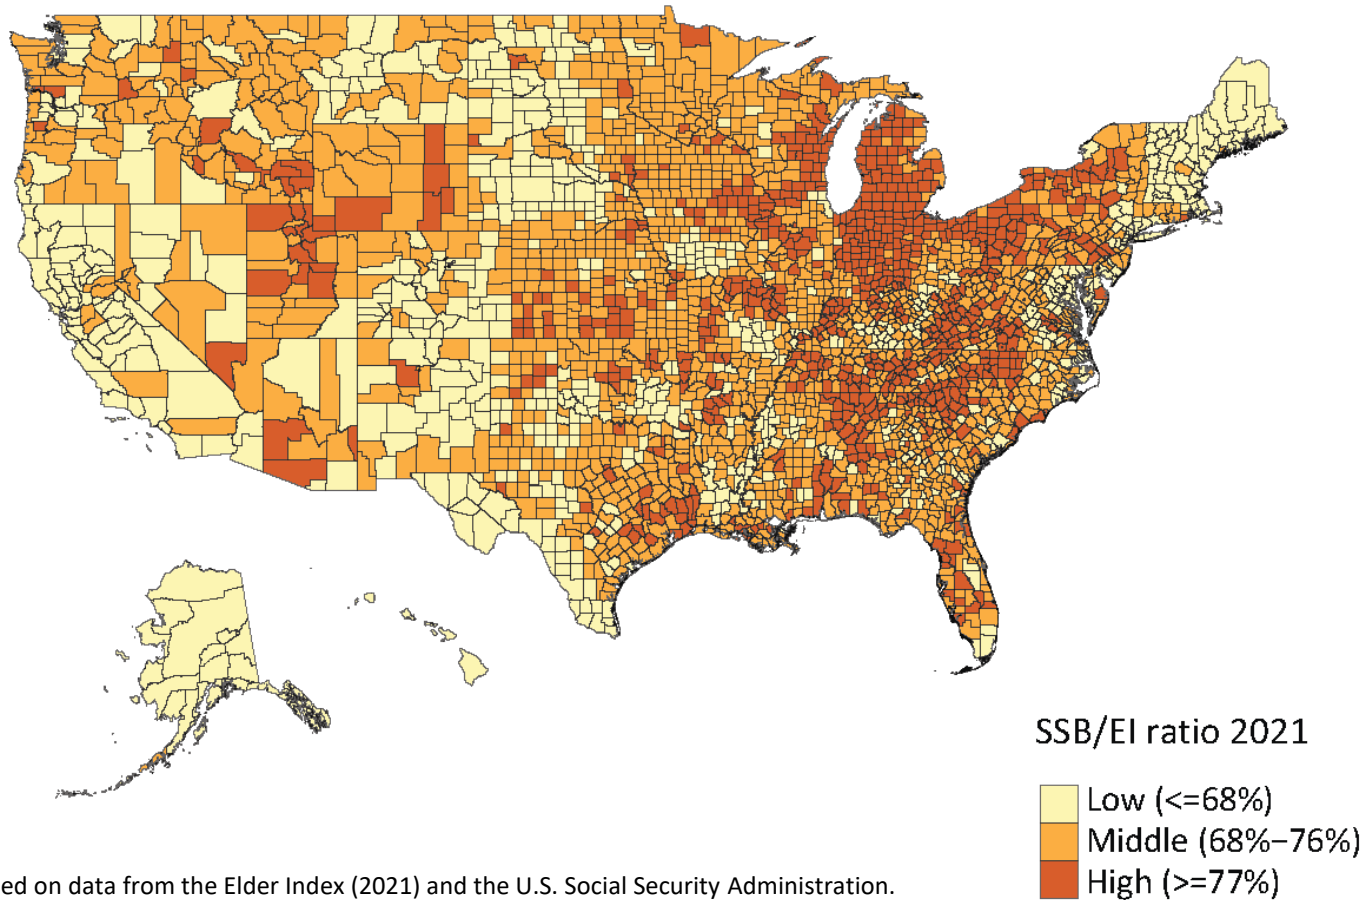 SSB/EI ratio 2021
Low (<=68%)
Middle (68%–76%)
High (>=77%)
ed on data from the Elder Index (2021) and the U.S. Social Security Administration.